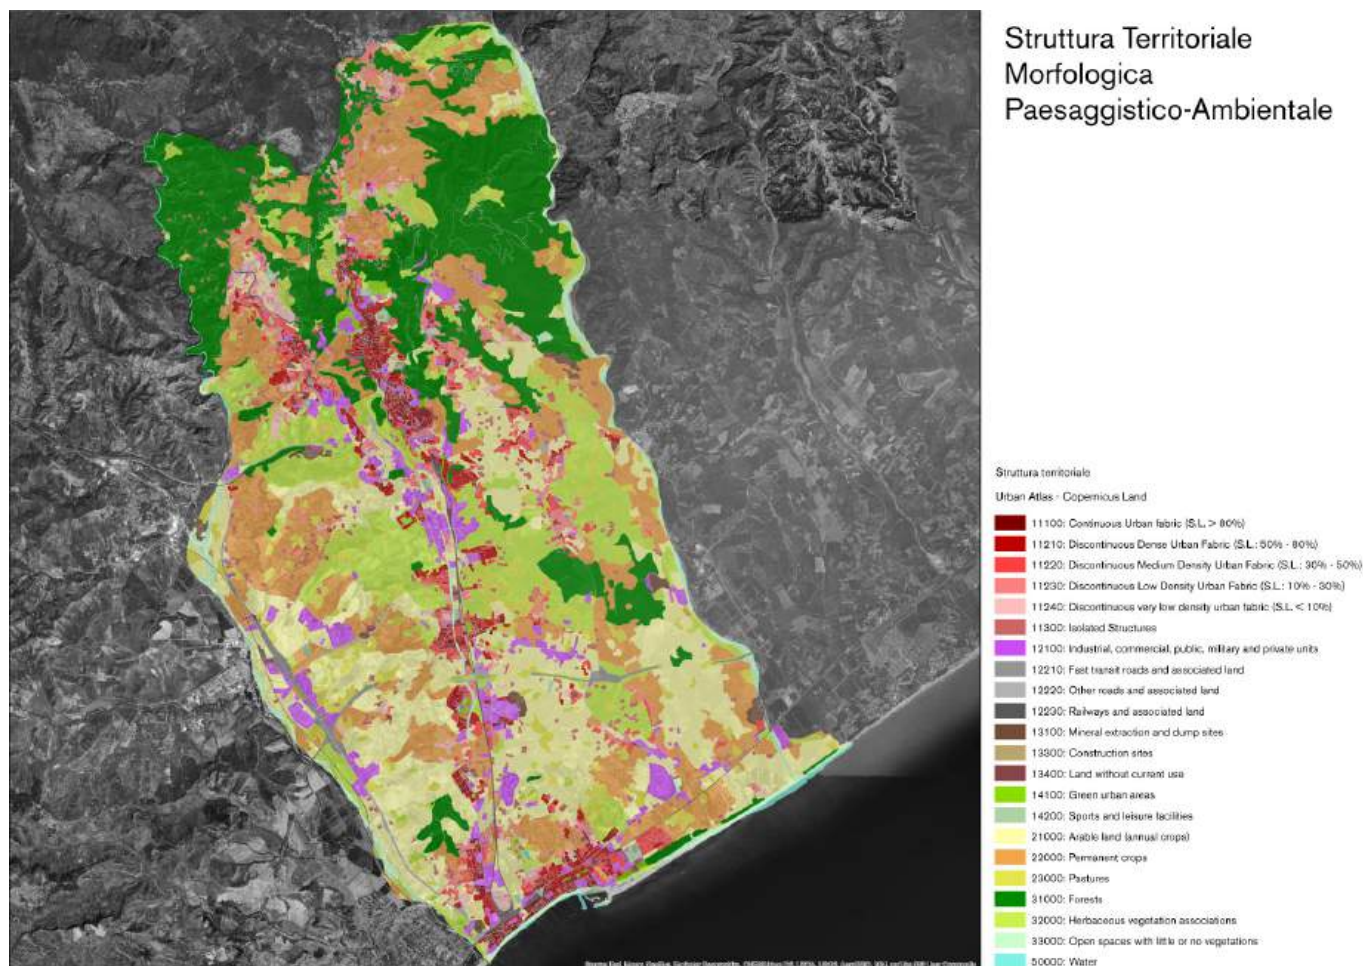 Struttura Territoriale
Morfologica
Paesaggistico-Ambientale
Struttura territoriale
Urban Atlas - Copernicus Land
11100: Continuous Urban fabric (S.L. > 80%)
11210: Discontinuous Dense Urban Fabric (S.L.: 50% - 80%)
11220: Discontinuous Medium Density Urban Fabric (S.L.: 30% - 50%)
11230: Discontinuous Low Density Urban Fabric (S.L.: 10% - 30%)
11240: Discontinuous very low density urban fabric (S.L. < 10%)
11300: Isolated Structures
12100: Industrial, commercial, public, military and private units
12210: Fast transit roads and associated land
12220: Other roads and associated land
12230: Railways and associated land
13100: Mineral extraction and dump sites
13300: Construction sites
13400: Land without current use
14100: Green urban areas
14200: Sports and leisure facilities
21000: Arable land (annual crops)
22000: Permanent crops
23000: Pastures
31000: Forests
32000: Herbaceous vegetation associations
33000: Open spaces with little or no vegetations
50000: Water